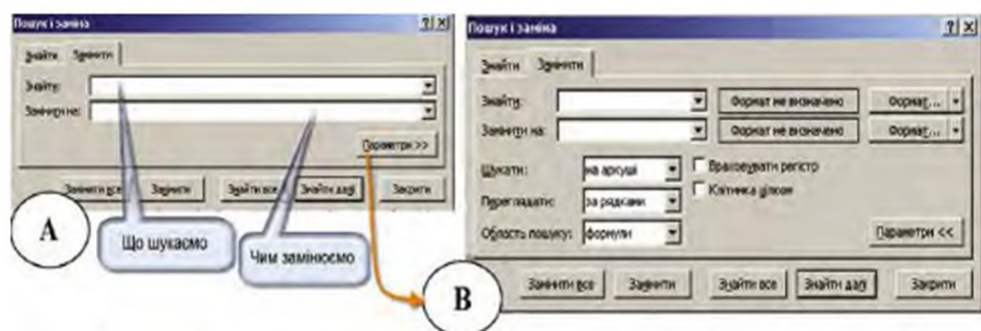 Пошук і заміна
Знайти Замінити
Знайти:
Замінити на:
Параметри >>
Замінити все Замінити Знайти все Знайти далі Закрити
А
Що шукаємо
Чим замінюємо
Пошук і заміна
Знайти Замінити
Знайти: Формат не визначено Формат...
Замінити на: Формат не визначено Формат...
Шукати: на аркуші Враховувати регістр
Переглядати: за рядками Клітинка цілком
Область пошуку: формули Параметри <<
Замінити все Замінити Знайти все Знайти далі Закрити
В